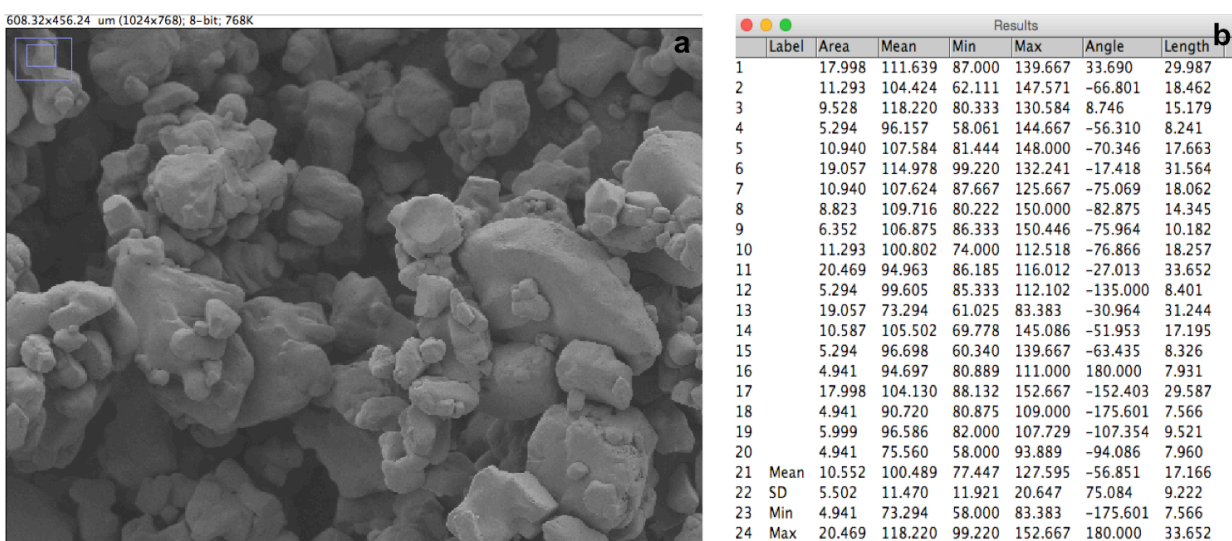 608.32x456.24 um (1024x768); 8-bit; 768K
a
Results
b
Label Area Mean Min Max Angle Length
1 17.998 111.639 87.000 139.667 33.690 29.987
2 11.293 104.424 62.111 147.571 -66.801 18.462
3 9.528 118.220 80.333 130.584 8.746 15.179
4 5.294 96.157 58.061 144.667 -56.310 8.241
5 10.940 107.584 81.444 148.000 -70.346 17.663
6 19.057 114.978 99.220 132.241 -17.418 31.564
7 10.940 107.624 87.667 125.667 -75.069 18.062
8 8.823 109.716 80.222 150.000 -82.875 14.345
9 6.352 106.875 86.333 150.446 -75.964 10.182
10 11.293 100.802 74.000 112.518 -76.866 18.257
11 20.469 94.963 86.185 116.012 -27.013 33.652
12 5.294 99.605 85.333 112.102 -135.000 8.401
13 19.057 73.294 61.025 83.383 -30.964 31.244
14 10.587 105.502 69.778 145.086 -51.953 17.195
15 5.294 96.698 60.340 139.667 -63.435 8.326
16 4.941 94.697 80.889 111.000 180.000 7.931
17 17.998 104.130 88.132 152.667 -152.403 29.587
18 4.941 90.720 80.875 109.000 -175.601 7.566
19 5.999 96.586 82.000 107.729 -107.354 9.521
20 4.941 75.560 58.000 93.889 -94.086 7.960
21 Mean 10.552 100.489 77.447 127.595 -56.851 17.166
22 SD 5.502 11.470 11.921 20.647 75.084 9.222
23 Min 4.941 73.294 58.000 83.383 -175.601 7.566
24 Max 20.469 118.220 99.220 152.667 180.000 33.652